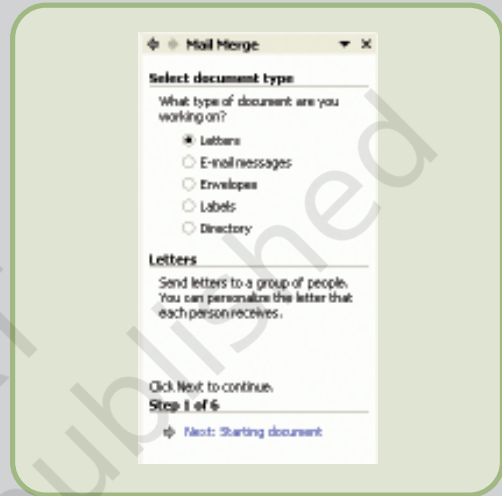 Mail Merge
Select document type
What type of document are you
working on?
Letters
E-mail messages
Envelopes
Labels
Directory
Letters
Send letters to a group of people.
You can personalize the letter that
each person receives.
Click Next to continue.
Step 1 of 6
Next: Starting document
ublished